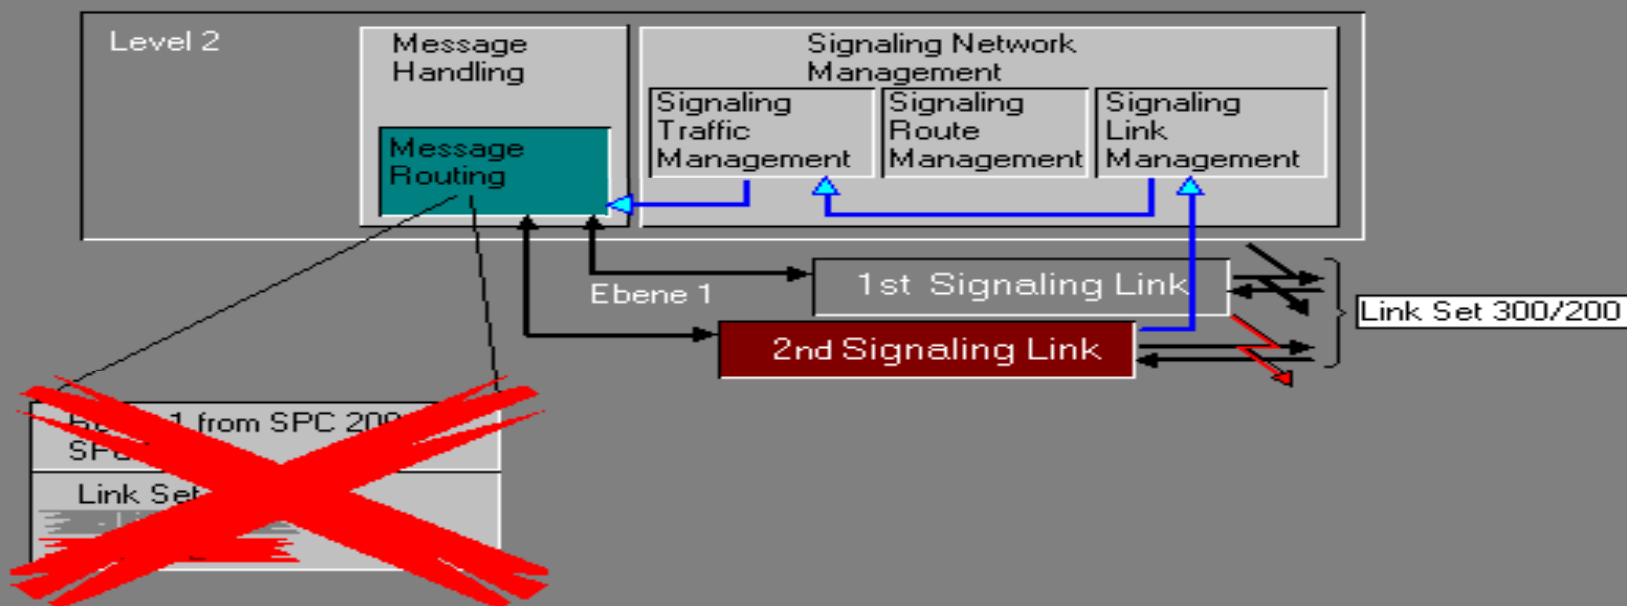 Level 2
Message
Handling
Signaling Network
Management
Signaling
Traffic
Management
Signaling
Route
Management
Signaling
Link
Management
Message
Routing
1st Signaling Link
Ebene 1
Link Set 300/200
2nd Signaling Link
1 from SPC 200
Link Set